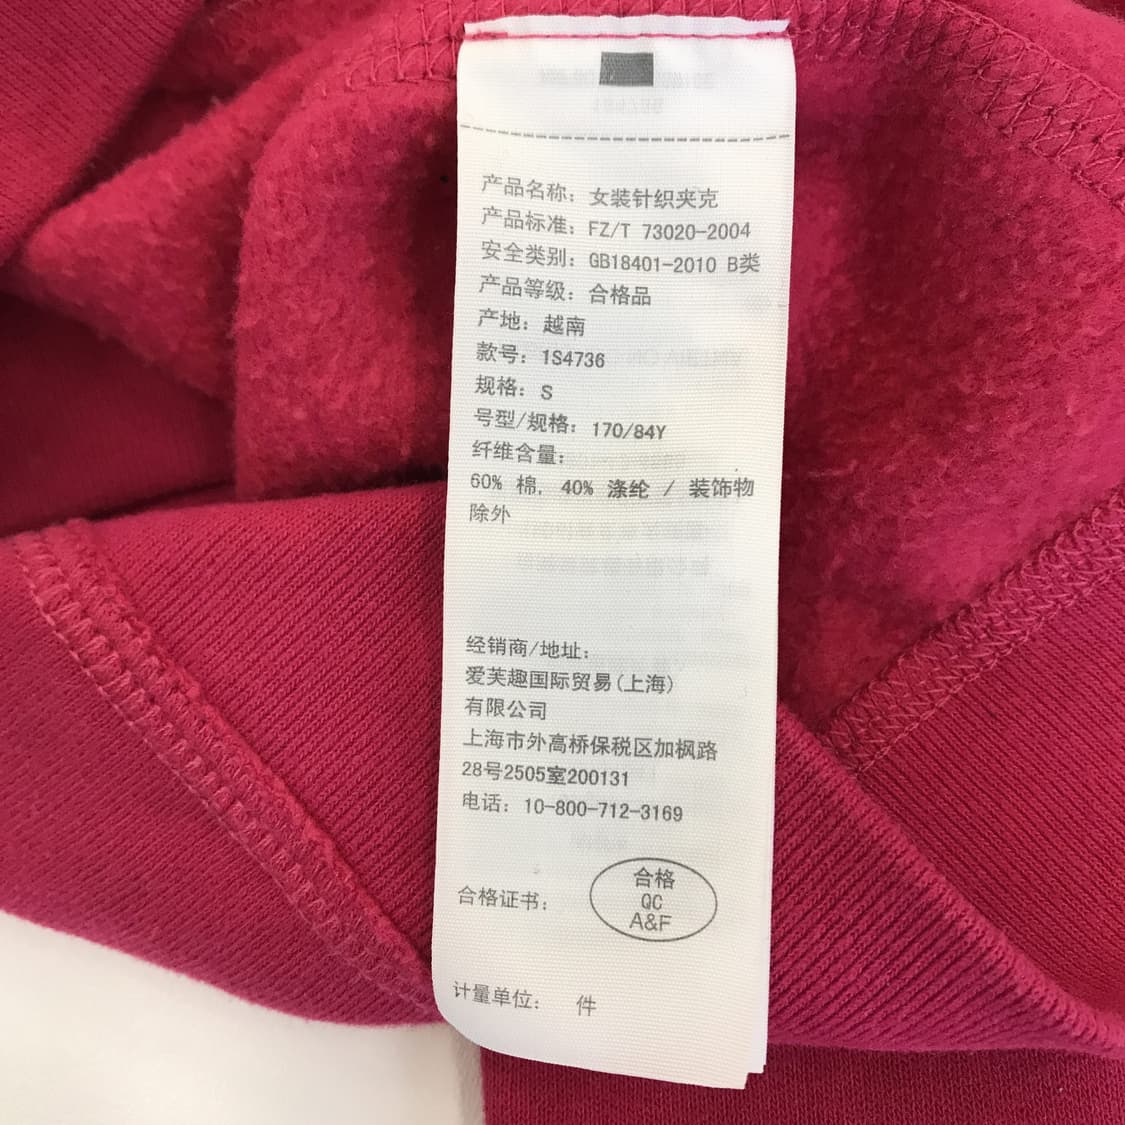 产品名称：女装针织夹克
产品标准：FZ/T 73020-2004
安全类别：GB18401-2010 B类
产品等级：合格品
产地：越南
款号：1S4736
规格：S
号型/规格：170/84Y
纤维含量：
60% 棉, 40% 涤纶 / 装饰物
除外
经销商/地址：
爱芙趣国际贸易(上海)
有限公司
上海市外高桥保税区加枫路
28号2505室200131
电话：10-800-712-3169
合格证书：
合格
QC
A&F
计量单位： 件